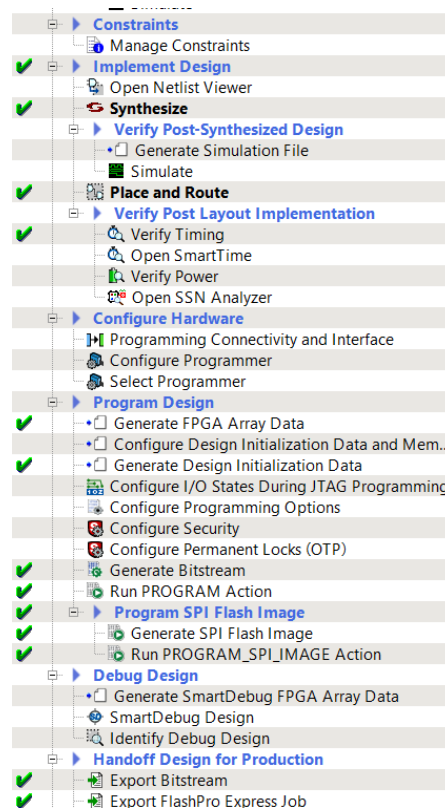 Constraints
Manage Constraints
Implement Design
Open Netlist Viewer
Synthesize
Verify Post-Synthesized Design
Generate Simulation File
Simulate
Place and Route
Verify Post Layout Implementation
Verify Timing
Open SmartTime
Verify Power
Open SSN Analyzer
Configure Hardware
Programming Connectivity and Interface
Configure Programmer
Select Programmer
Program Design
Generate FPGA Array Data
Configure Design Initialization Data and Mem...
Generate Design Initialization Data
Configure I/O States During JTAG Programming
Configure Programming Options
Configure Security
Configure Permanent Locks (OTP)
Generate Bitstream
Run PROGRAM Action
Program SPI Flash Image
Generate SPI Flash Image
Run PROGRAM_SPI_IMAGE Action
Debug Design
Generate SmartDebug FPGA Array Data
SmartDebug Design
Identify Debug Design
Handoff Design for Production
Export Bitstream
Export FlashPro Express Job